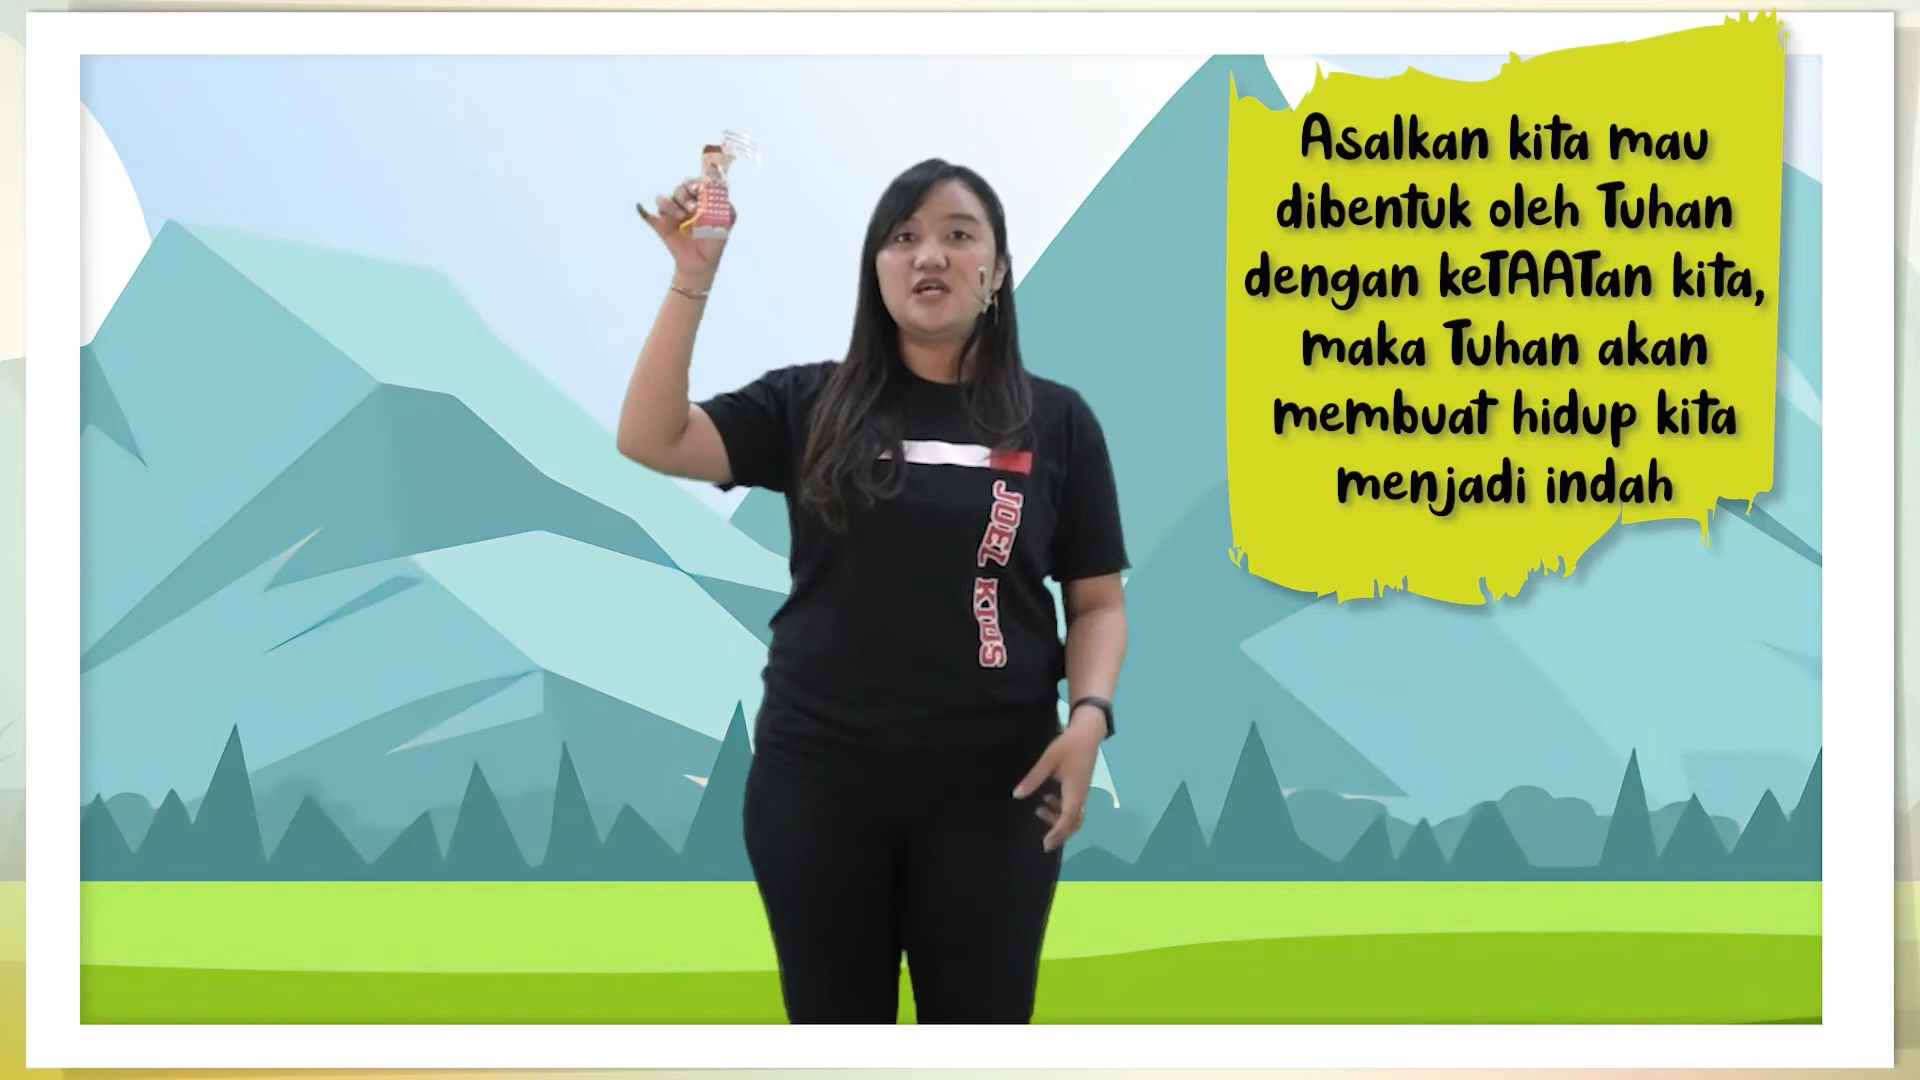 Asalkan kita mau
dibentuk oleh Tuhan
dengan keTAATan kita,
maka Tuhan akan
membuat hidup kita
menjadi indah
JOEL KIDS